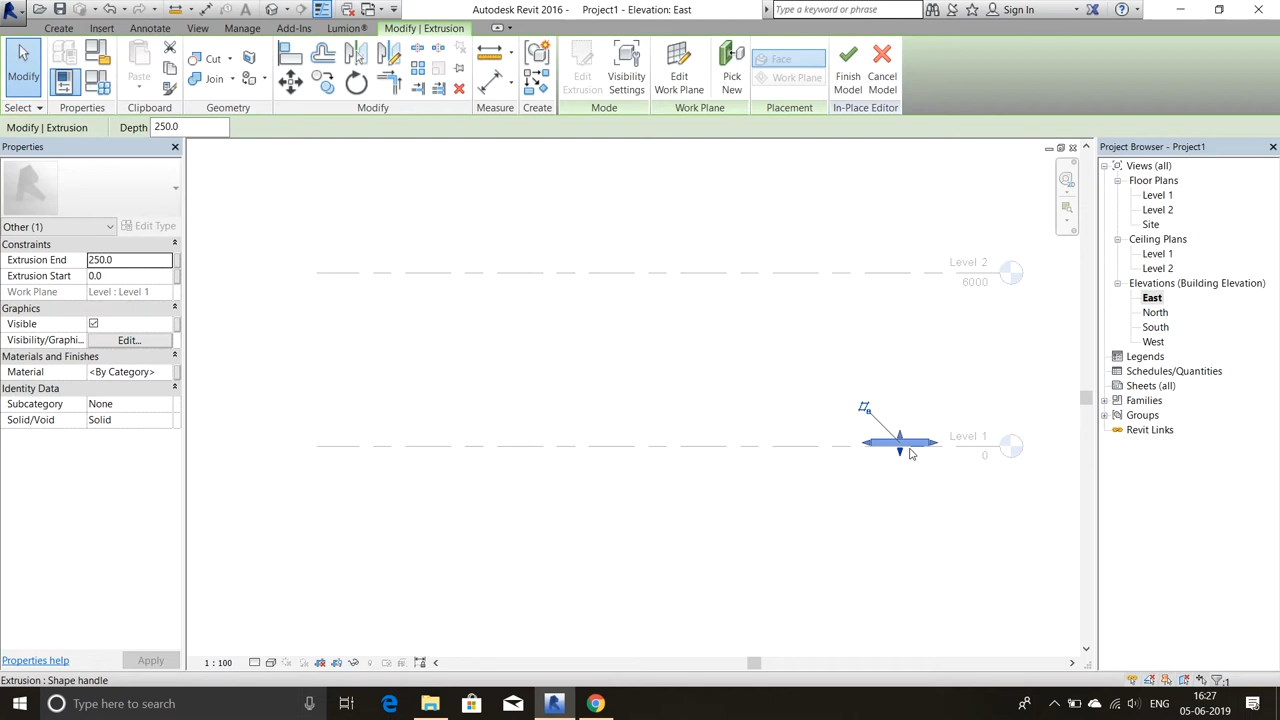 Autodesk Revit 2016 - Project1 - Elevation: East
Type a keyword or phrase
Sign In
Create Insert Annotate View Manage Add-Ins Lumion® Modify | Extrusion
Modify
Paste
Cut
Join
Edit Extrusion
Visibility Settings
Edit Work Plane
Pick New
Face
Work Plane
Finish Model
Cancel Model
Select Properties Clipboard Geometry Modify Measure Create Mode Work Plane Placement In-Place Editor
Modify | Extrusion Depth 250.0
Properties
Other (1) Edit Type
Constraints
Extrusion End 250.0
Extrusion Start 0.0
Work Plane Level : Level 1
Graphics
Visible
Visibility/Graphi... Edit...
Materials and Finishes
Material <By Category>
Identity Data
Subcategory None
Solid/Void Solid
Properties help Apply
Level 2
6000
Level 1
0
2D
1 : 100
Project Browser - Project1
Views (all)
Floor Plans
Level 1
Level 2
Site
Ceiling Plans
Level 1
Level 2
Elevations (Building Elevation)
East
North
South
West
Legends
Schedules/Quantities
Sheets (all)
Families
Groups
Revit Links
Extrusion : Shape handle
:1
Type here to search
ENG
16:27
05-06-2019